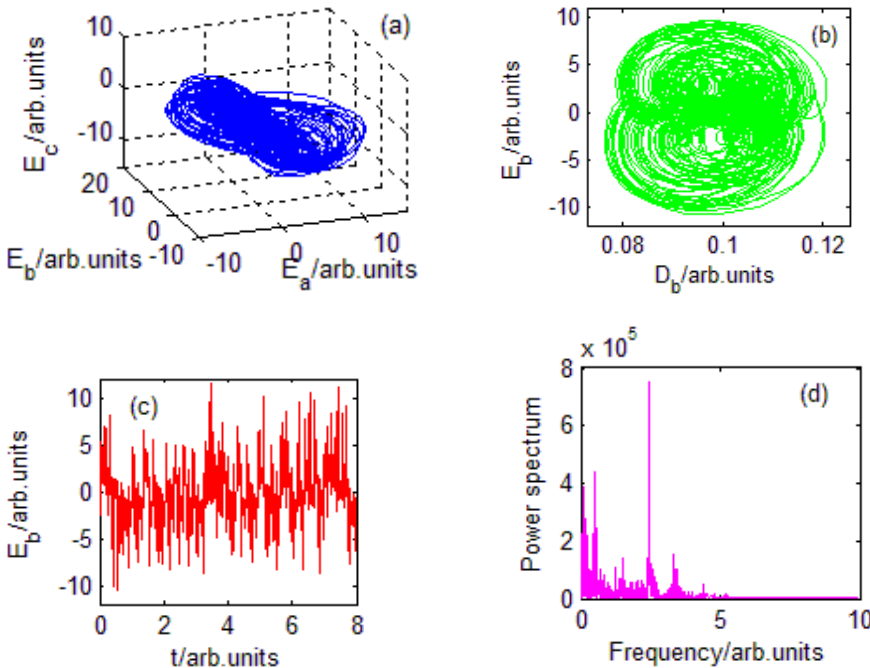 (a)
10
0
-10
E_c/arb.units
20
10
0
-10
E_b/arb.units
-10
0
10
E_a/arb.units
(b)
10
5
0
-5
-10
E_b/arb.units
0.08
0.1
0.12
D_b/arb.units
(c)
10
5
0
-5
-10
E_b/arb.units
0
2
4
6
8
t/arb.units
× 10^5
(d)
8
6
4
2
0
Power spectrum
0
5
10
Frequency/arb.units